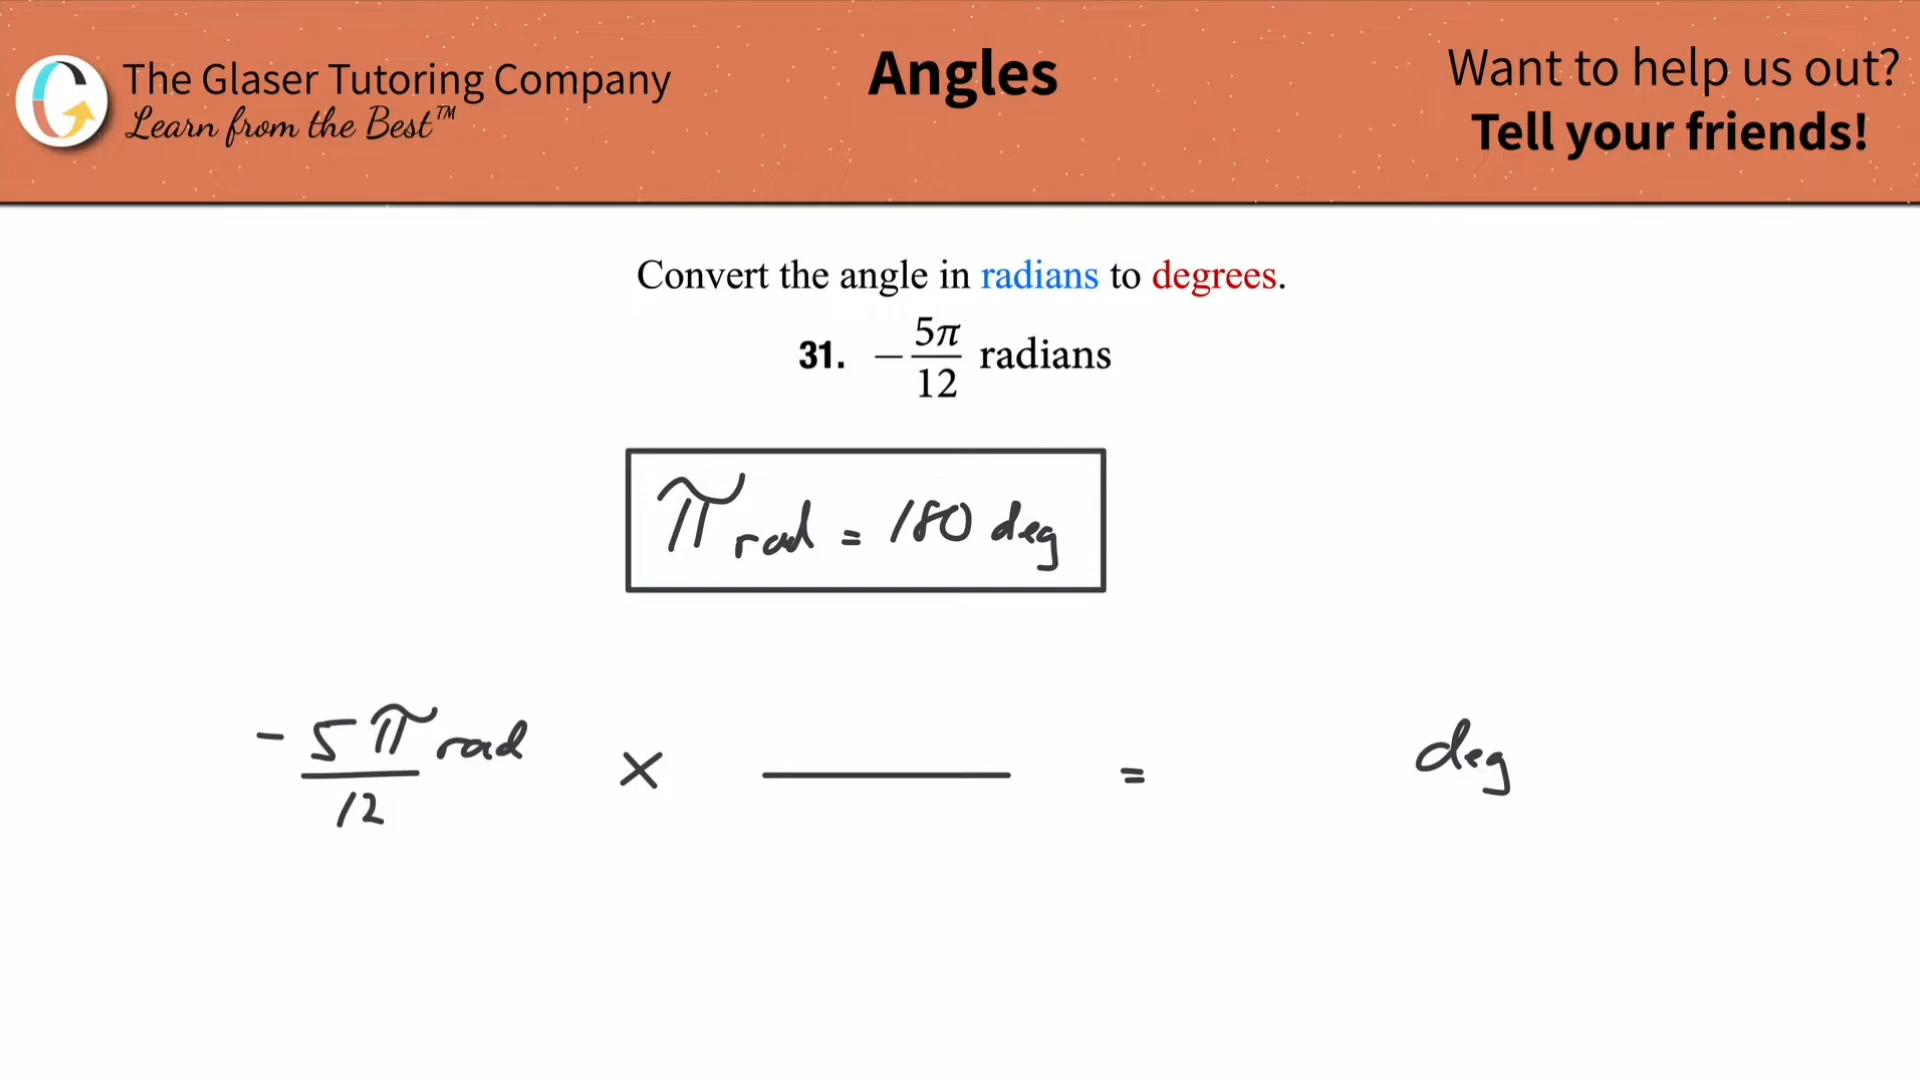 The Glaser Tutoring Company
Learn from the Best™
Angles
Want to help us out?
Tell your friends!
Convert the angle in radians to degrees.
31. −5π/12 radians
π rad = 180 deg
-5π/12 rad × ___ = deg